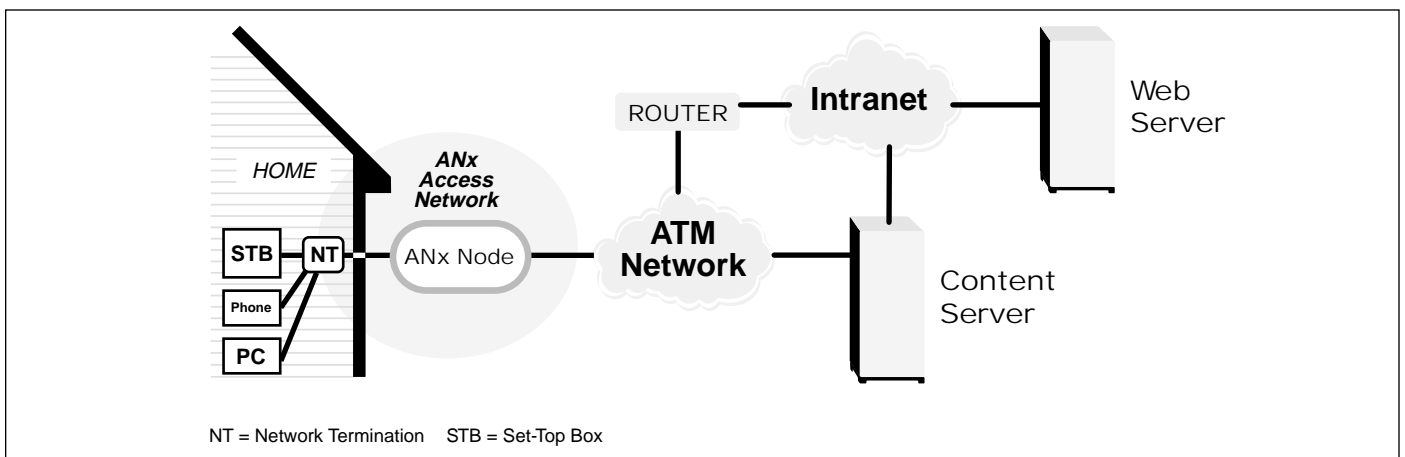 HOME
ANx
Access
Network
STB
NT
Phone
PC
ANx Node
ATM
Network
ROUTER
Intranet
Web
Server
Content
Server
NT = Network Termination STB = Set-Top Box